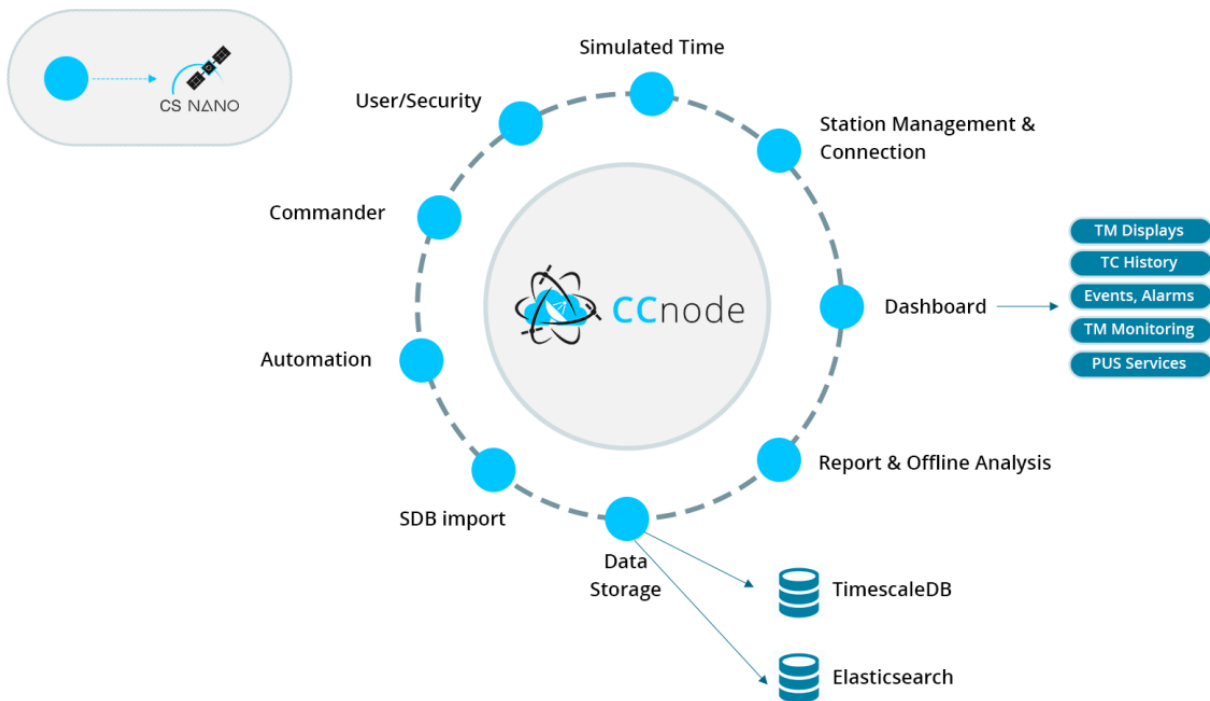 CS NANO
Simulated Time
User/Security
Station Management &
Connection
Commander
TM Displays
TC History
Events, Alarms
TM Monitoring
PUS Services
Dashboard
CCnode
Automation
Report & Offline Analysis
SDB import
Data
Storage
TimescaleDB
Elasticsearch